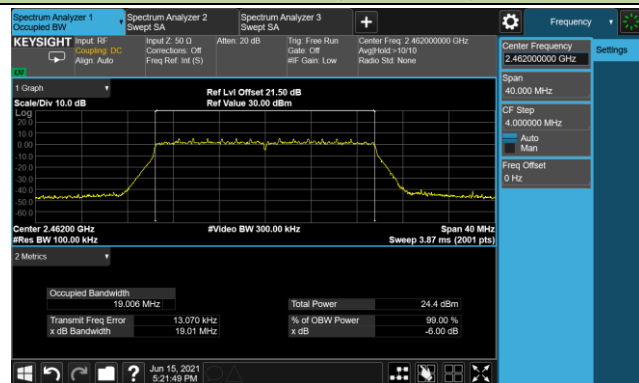 Spectrum Analyzer 1
Occupied BW
Spectrum Analyzer 2
Swept SA
Spectrum Analyzer 3
Swept SA
Frequency
KEYSIGHT
Input: RF
Coupling: DC
Align: Auto
Input Z: 50 Ω
Corrections: Off
Freq Ref: Int (S)
Atten: 20 dB
Trig: Free Run
Gate: Off
#IF Gain: Low
Center Freq: 2.462000000 GHz
Avg|Hold:>10/10
Radio Std: None
Center Frequency
2.462000000 GHz
Settings
Span
40.000 MHz
CF Step
4.000000 MHz
Auto
Man
Freq Offset
0 Hz
1 Graph
Scale/Div 10.0 dB
Ref Lvl Offset 21.50 dB
Ref Value 30.00 dBm
Log
20.0
10.0
0.00
-10.0
-20.0
-30.0
-40.0
-50.0
-60.0
Center 2.46200 GHz
#Res BW 100.00 kHz
#Video BW 300.00 kHz
Span 40 MHz
Sweep 3.87 ms (2001 pts)
2 Metrics
Occupied Bandwidth
19.006 MHz
Total Power 24.4 dBm
Transmit Freq Error 13.070 kHz
% of OBW Power 99.00 %
x dB Bandwidth 19.01 MHz
x dB -6.00 dB
?
Jun 15, 2021
5:21:49 PM